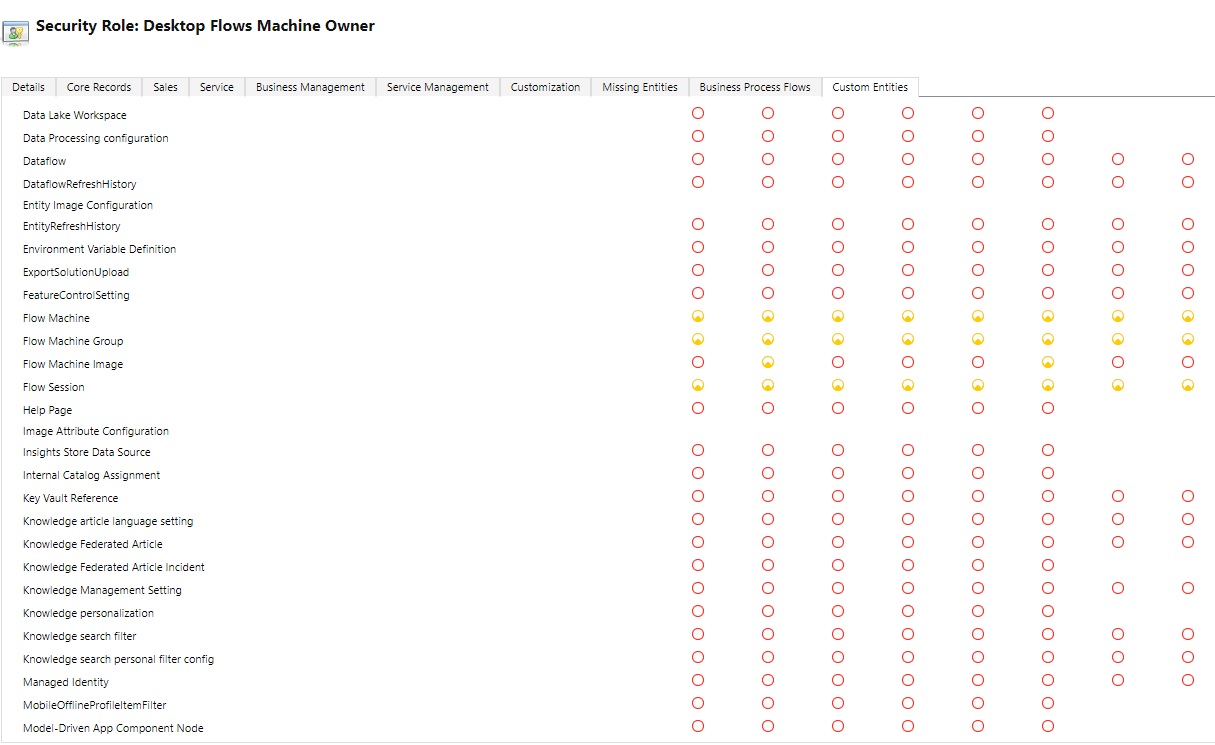 Security Role: Desktop Flows Machine Owner
Details Core Records Sales Service Business Management Service Management Customization Missing Entities Business Process Flows Custom Entities
Data Lake Workspace
Data Processing configuration
Dataflow
DataflowRefreshHistory
Entity Image Configuration
EntityRefreshHistory
Environment Variable Definition
ExportSolutionUpload
FeatureControlSetting
Flow Machine
Flow Machine Group
Flow Machine Image
Flow Session
Help Page
Image Attribute Configuration
Insights Store Data Source
Internal Catalog Assignment
Key Vault Reference
Knowledge article language setting
Knowledge Federated Article
Knowledge Federated Article Incident
Knowledge Management Setting
Knowledge personalization
Knowledge search filter
Knowledge search personal filter config
Managed Identity
MobileOfflineProfileItemFilter
Model-Driven App Component Node